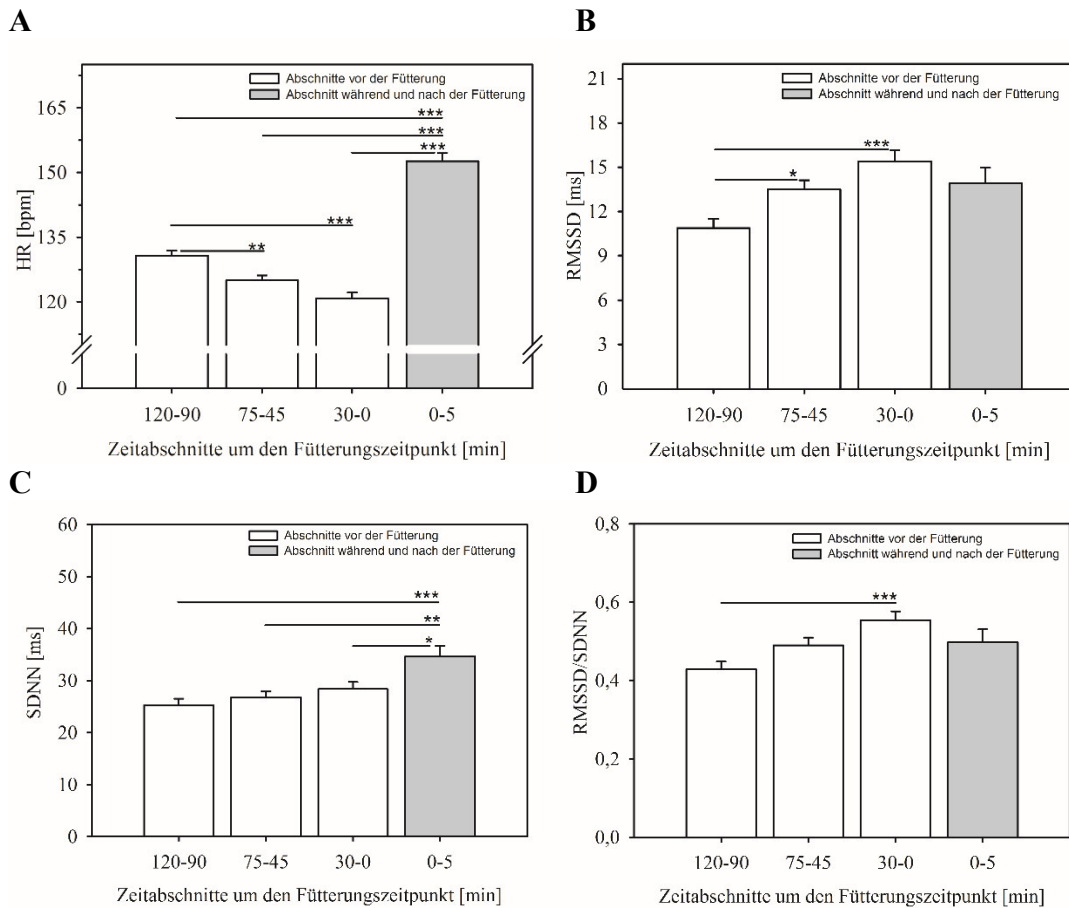 A
Abschnitte vor der Fütterung
Abschnitt während und nach der Fütterung
HR [bpm]
165
150
135
120
0
***
***
***
***
**
120-90 75-45 30-0 0-5
Zeitabschnitte um den Fütterungszeitpunkt [min]
B
Abschnitte vor der Fütterung
Abschnitt während und nach der Fütterung
RMSSD [ms]
21
18
15
12
9
6
3
0
***
*
120-90 75-45 30-0 0-5
Zeitabschnitte um den Fütterungszeitpunkt [min]
C
Abschnitte vor der Fütterung
Abschnitt während und nach der Fütterung
SDNN [ms]
60
50
40
30
20
10
0
***
**
*
120-90 75-45 30-0 0-5
Zeitabschnitte um den Fütterungszeitpunkt [min]
D
Abschnitte vor der Fütterung
Abschnitt während und nach der Fütterung
RMSSD/SDNN
0,8
0,6
0,4
0,2
0,0
***
120-90 75-45 30-0 0-5
Zeitabschnitte um den Fütterungszeitpunkt [min]